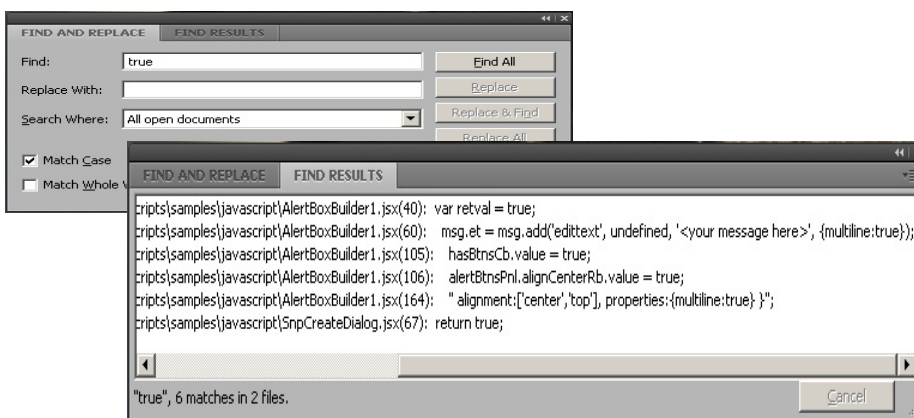 FIND AND REPLACE FIND RESULTS
Find: true Find All
Replace With: Replace
Search Where: All open documents Replace & Find
Replace All
Match Case
Match Whole
FIND AND REPLACE FIND RESULTS
cripts\samples\javascript\AlertBoxBuilder1.jsx(40): var retval = true;
cripts\samples\javascript\AlertBoxBuilder1.jsx(60): msg.et = msg.add('edittext', undefined, '<your message here>', {multiline:true});
cripts\samples\javascript\AlertBoxBuilder1.jsx(105): hasBtnsCb.value = true;
cripts\samples\javascript\AlertBoxBuilder1.jsx(106): alertBtnsPnl.alignCenterRb.value = true;
cripts\samples\javascript\AlertBoxBuilder1.jsx(164): " alignment:['center','top'], properties:{multiline:true} }";
cripts\samples\javascript\SnpCreateDialog.jsx(67): return true;
"true", 6 matches in 2 files. Cancel